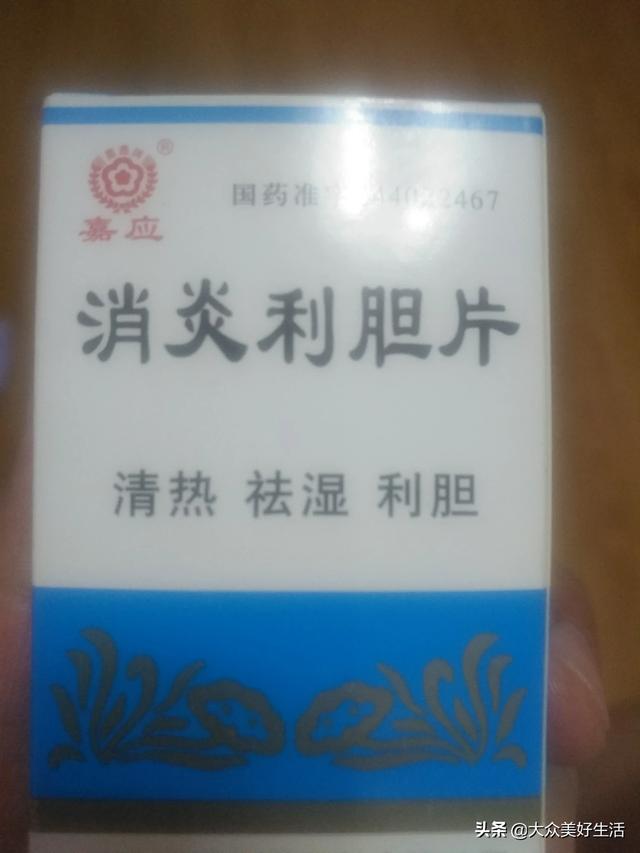 嘉应®
国药准 44022467
消炎利胆片
清热 祛湿 利胆
头条 @大众美好生活